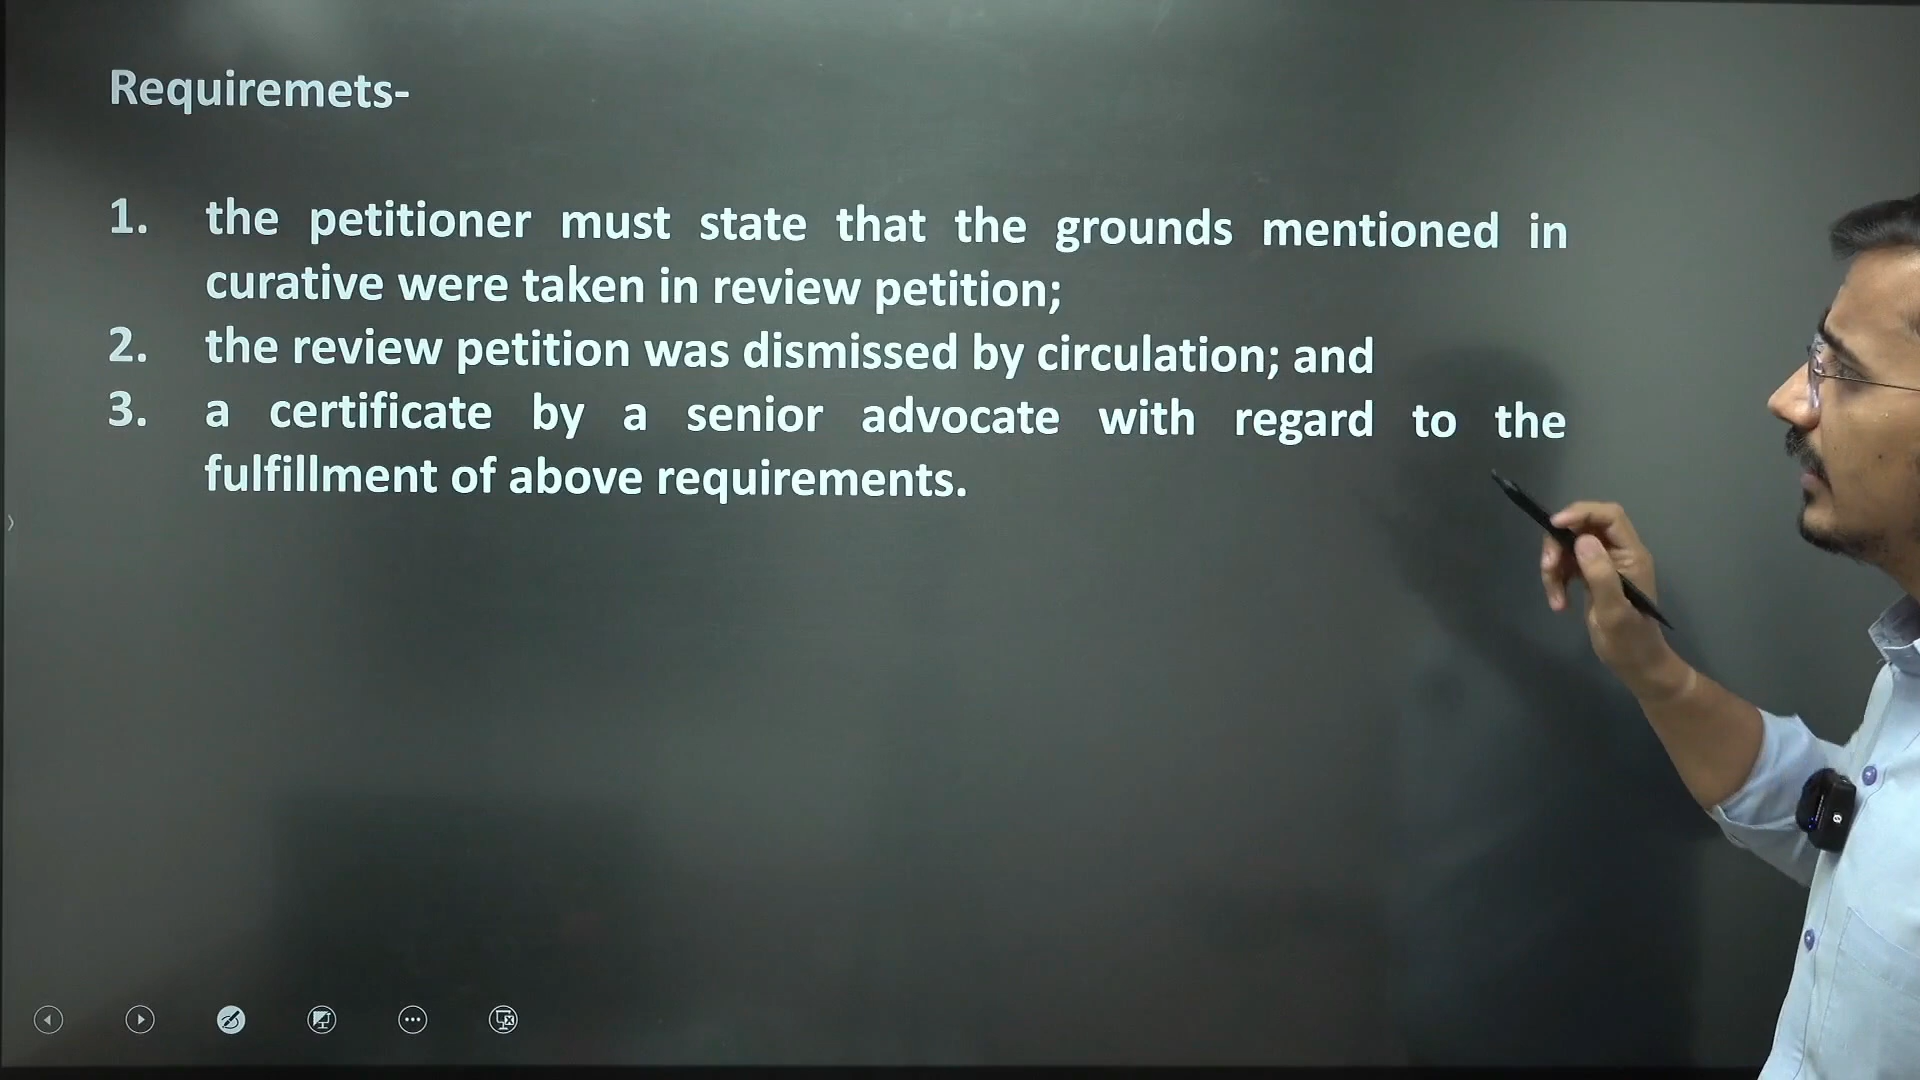 Requiremets-
1. the petitioner must state that the grounds mentioned in
curative were taken in review petition;
2. the review petition was dismissed by circulation; and
3. a certificate by a senior advocate with regard to the
fulfillment of above requirements.